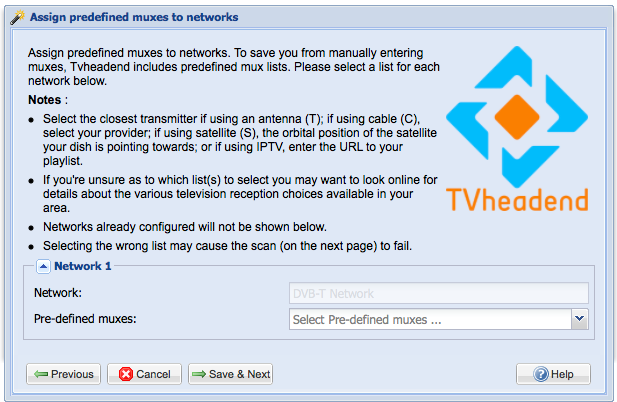 Assign predefined muxes to networks
Assign predefined muxes to networks. To save you from manually entering
muxes, Tvheadend includes predefined mux lists. Please select a list for each
network below.
Notes :
Select the closest transmitter if using an antenna (T); if using cable (C),
select your provider; if using satellite (S), the orbital position of the satellite
your dish is pointing towards; or if using IPTV, enter the URL to your
playlist.
If you're unsure as to which list(s) to select you may want to look online for
details about the various television reception choices available in your
area.
Networks already configured will not be shown below.
Selecting the wrong list may cause the scan (on the next page) to fail.
TVheadend
Network 1
Network: DVB-T Network
Pre-defined muxes: Select Pre-defined muxes ...
Previous Cancel Save & Next Help